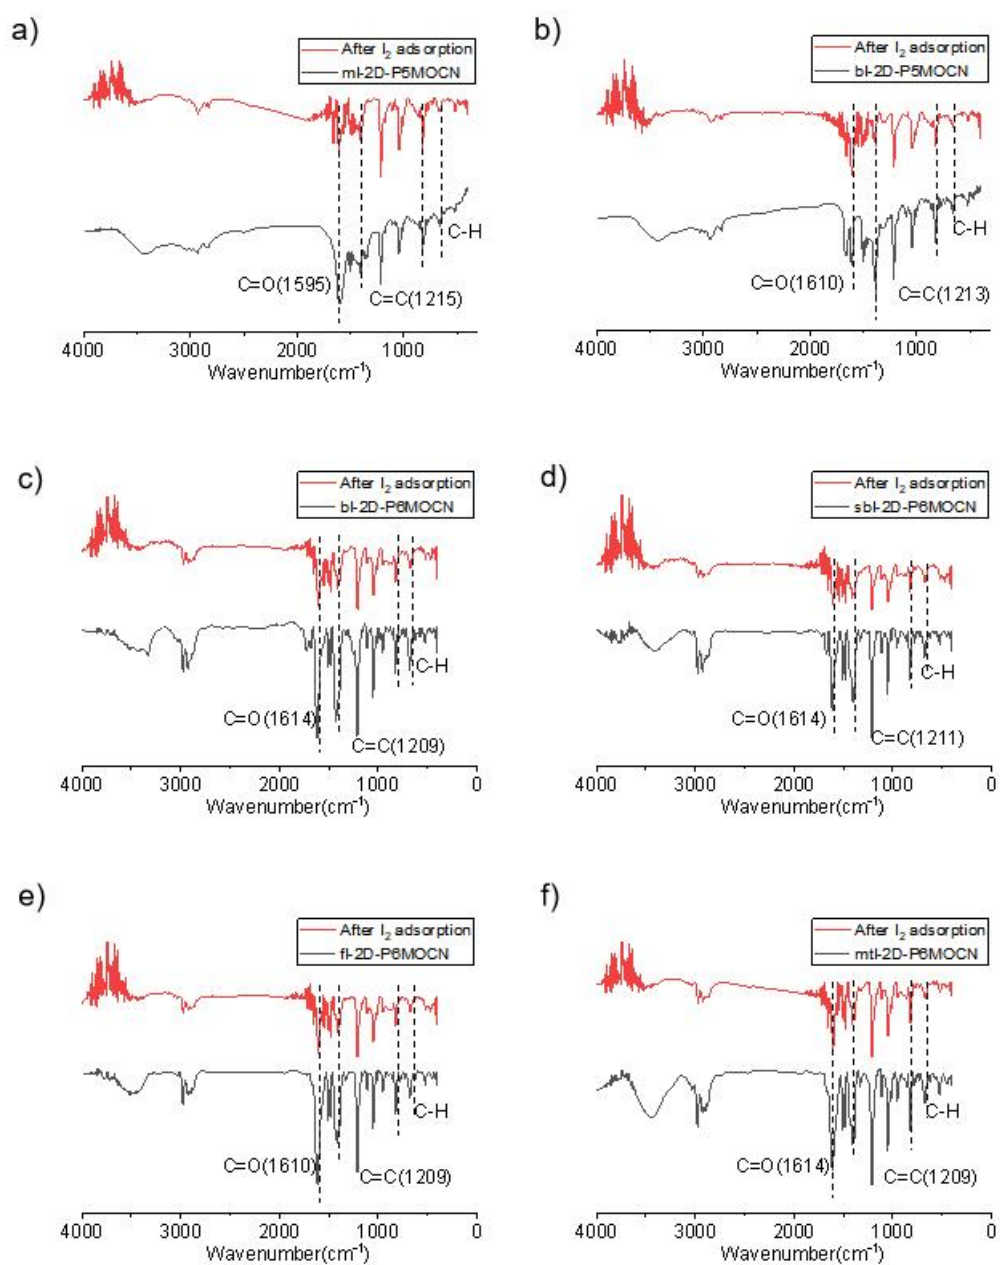 a)
After I₂ adsorption
ml-2D-P5MOCN
C-H
C=O(1595)
C=C(1215)
4000 3000 2000 1000
Wavenumber(cm⁻¹)
b)
After I₂ adsorption
bl-2D-P5MOCN
C-H
C=O(1610)
C=C(1213)
4000 3000 2000 1000
Wavenumber(cm⁻¹)
c)
After I₂ adsorption
bl-2D-P6MOCN
C-H
C=O(1614)
C=C(1209)
4000 3000 2000 1000 0
Wavenumber(cm⁻¹)
d)
After I₂ adsorption
sbl-2D-P6MOCN
C-H
C=O(1614)
C=C(1211)
4000 3000 2000 1000 0
Wavenumber(cm⁻¹)
e)
After I₂ adsorption
fl-2D-P6MOCN
C-H
C=O(1610)
C=C(1209)
4000 3000 2000 1000 0
Wavenumber(cm⁻¹)
f)
After I₂ adsorption
mtl-2D-P6MOCN
C-H
C=O(1614)
C=C(1209)
4000 3000 2000 1000 0
Wavenumber(cm⁻¹)